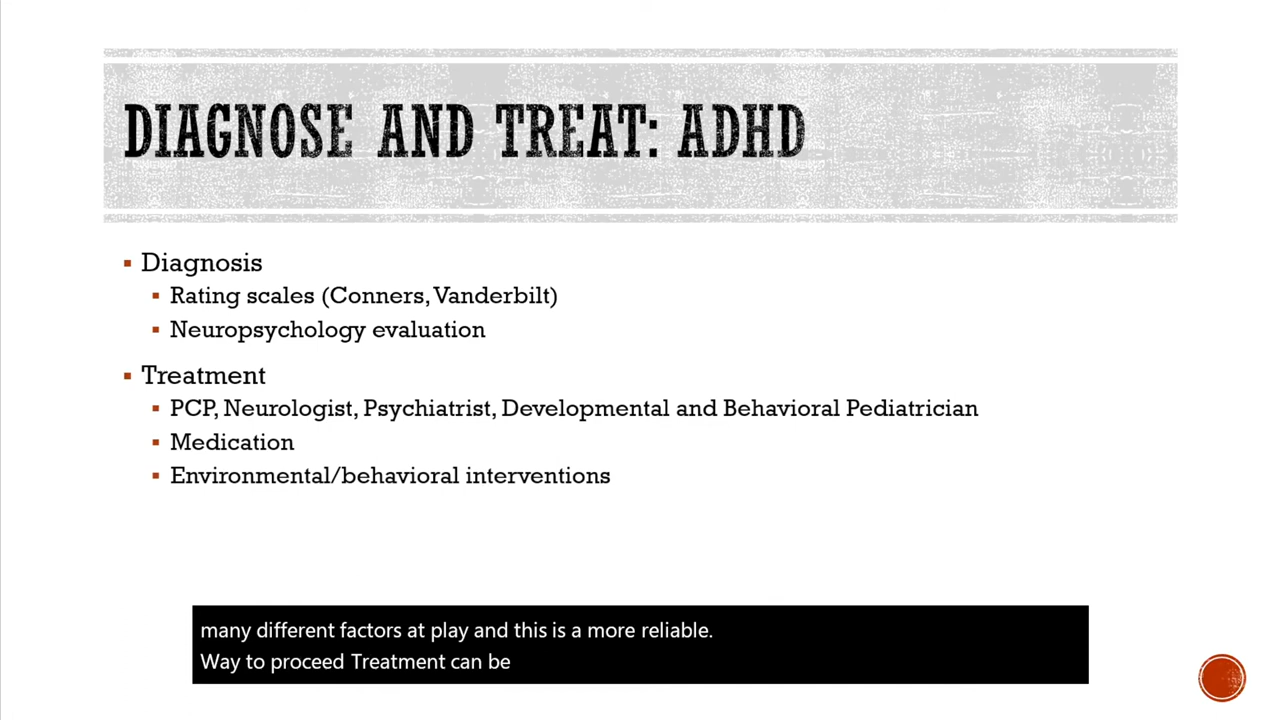 DIAGNOSE AND TREAT: ADHD
▪ Diagnosis
▪ Rating scales (Conners, Vanderbilt)
▪ Neuropsychology evaluation
▪ Treatment
▪ PCP, Neurologist, Psychiatrist, Developmental and Behavioral Pediatrician
▪ Medication
▪ Environmental/behavioral interventions
many different factors at play and this is a more reliable.
Way to proceed Treatment can be